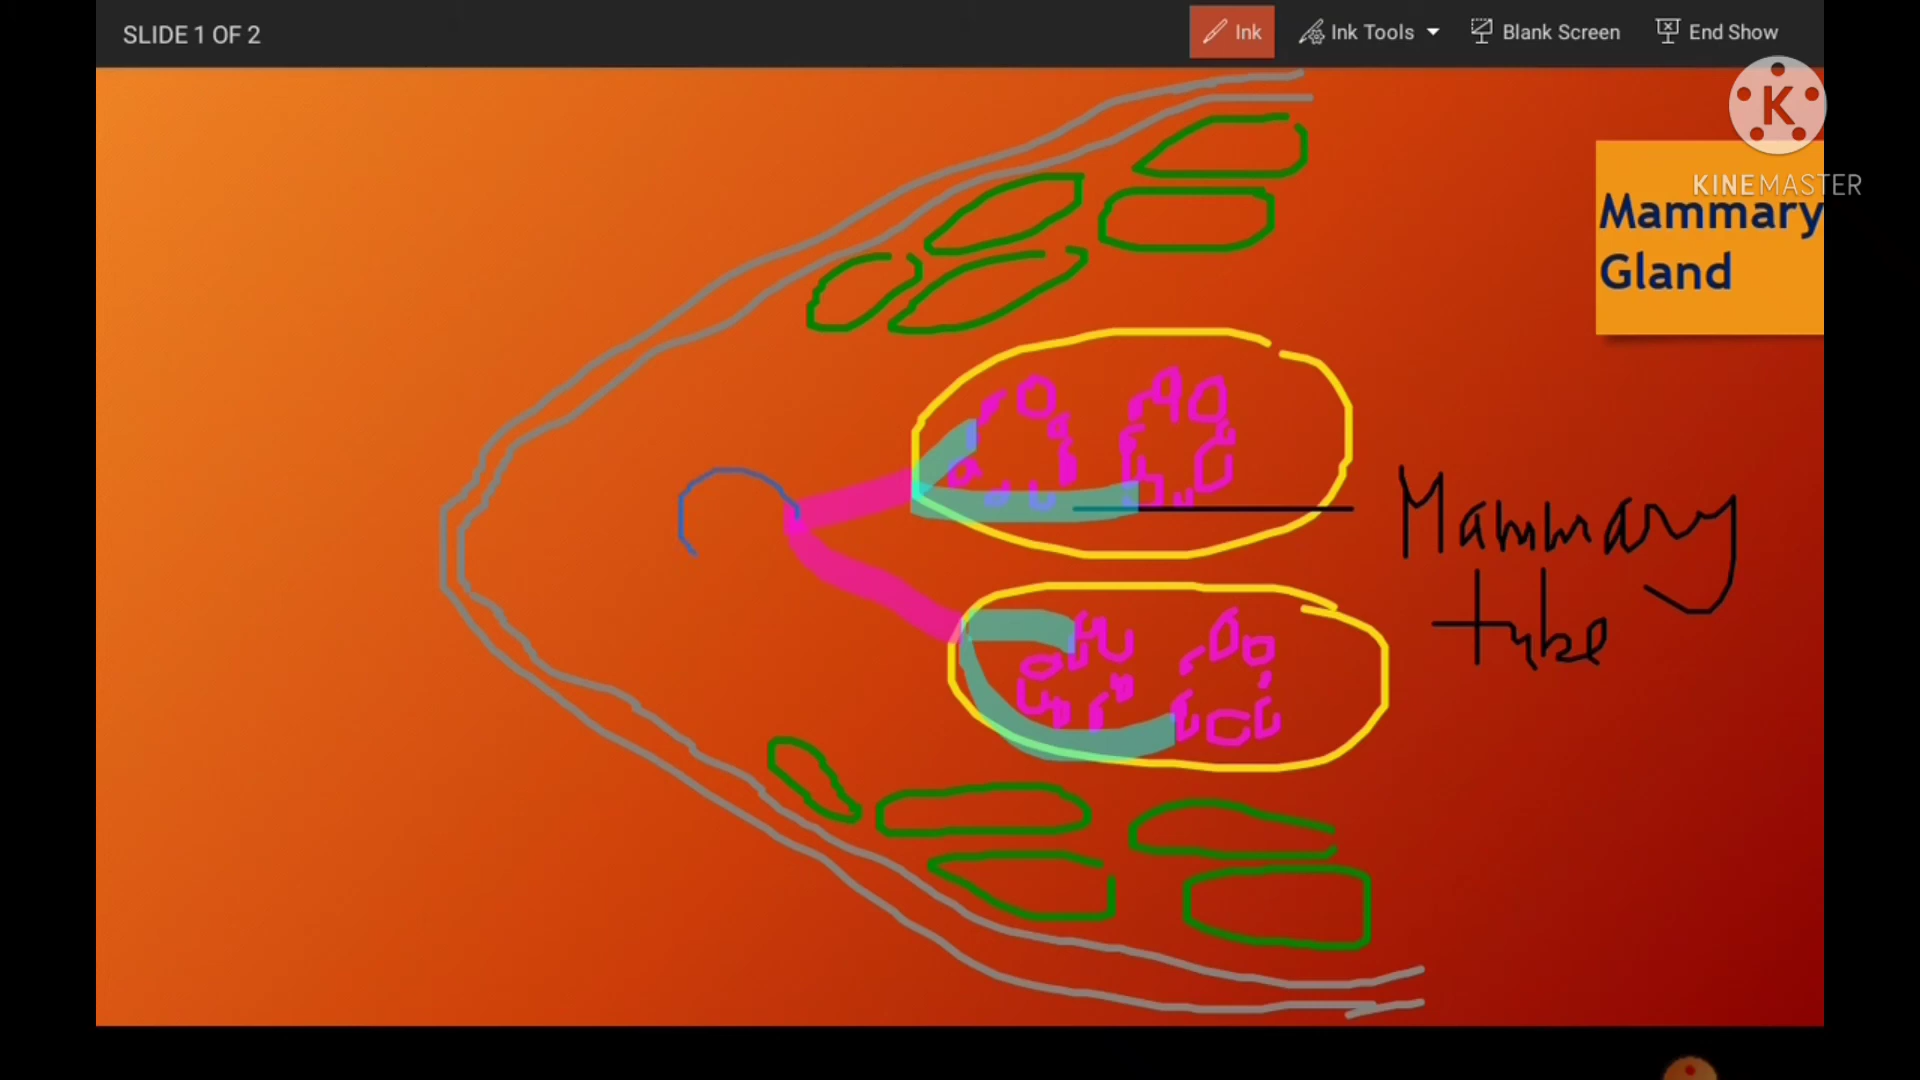 SLIDE 1 OF 2
Ink
Ink Tools
Blank Screen
End Show
K
KINEMASTER
Mammary
Gland
Mammary
tube